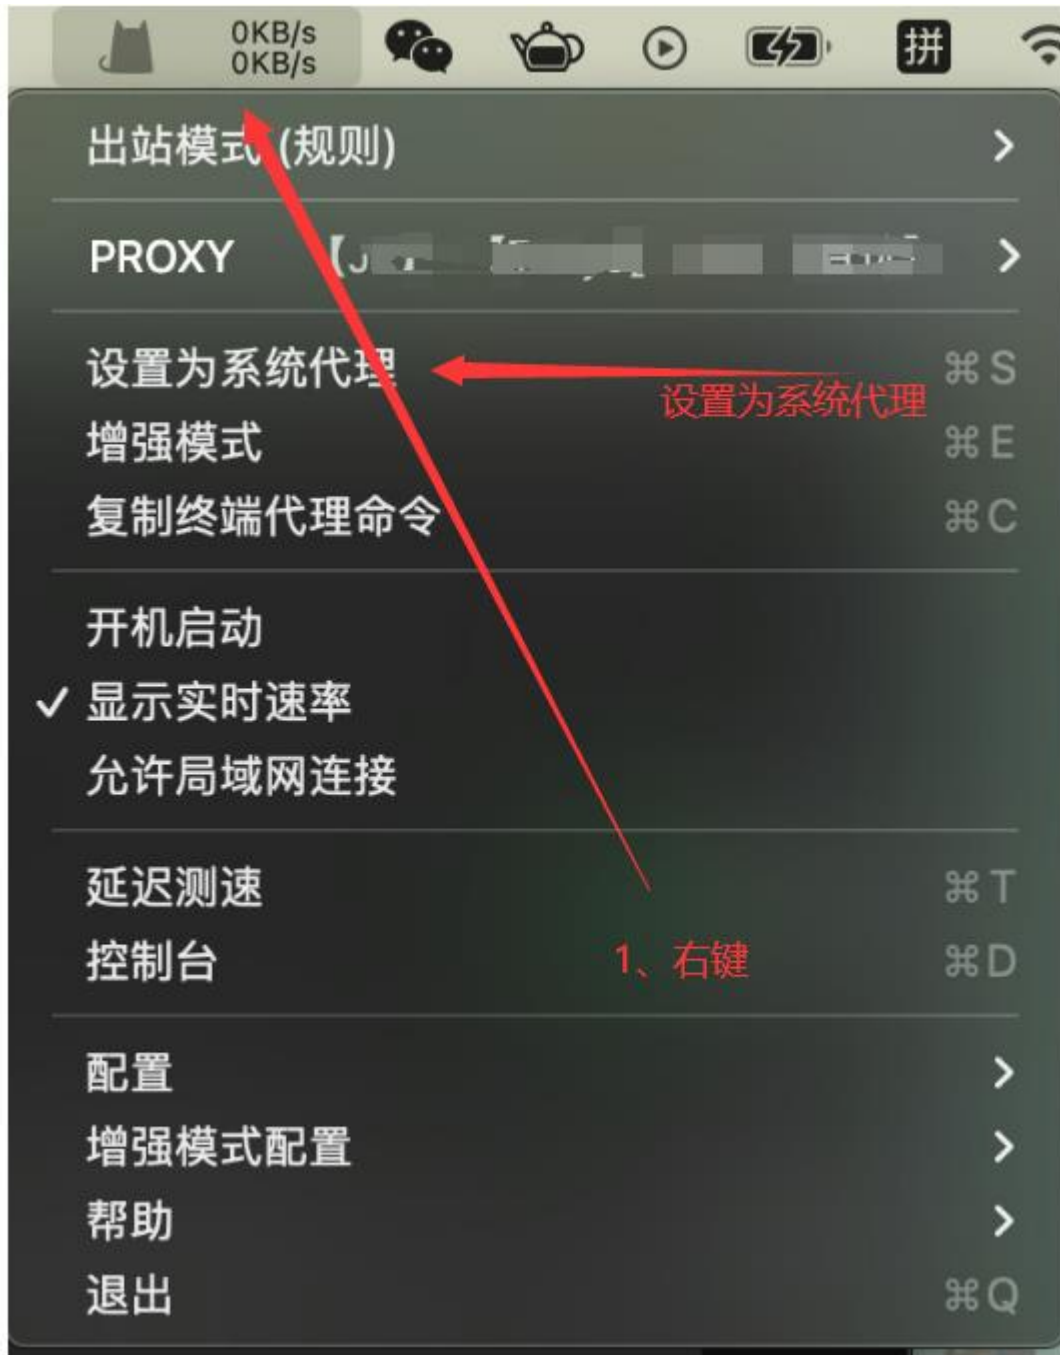 0KB/s
0KB/s
拼
出站模式 (规则)
PROXY
设置为系统代理 ⌘ S
设置为系统代理
增强模式 ⌘ E
复制终端代理命令 ⌘ C
开机启动
✓ 显示实时速率
允许局域网连接
延迟测速 ⌘ T
控制台 ⌘ D
1、右键
配置
增强模式配置
帮助
退出 ⌘ Q